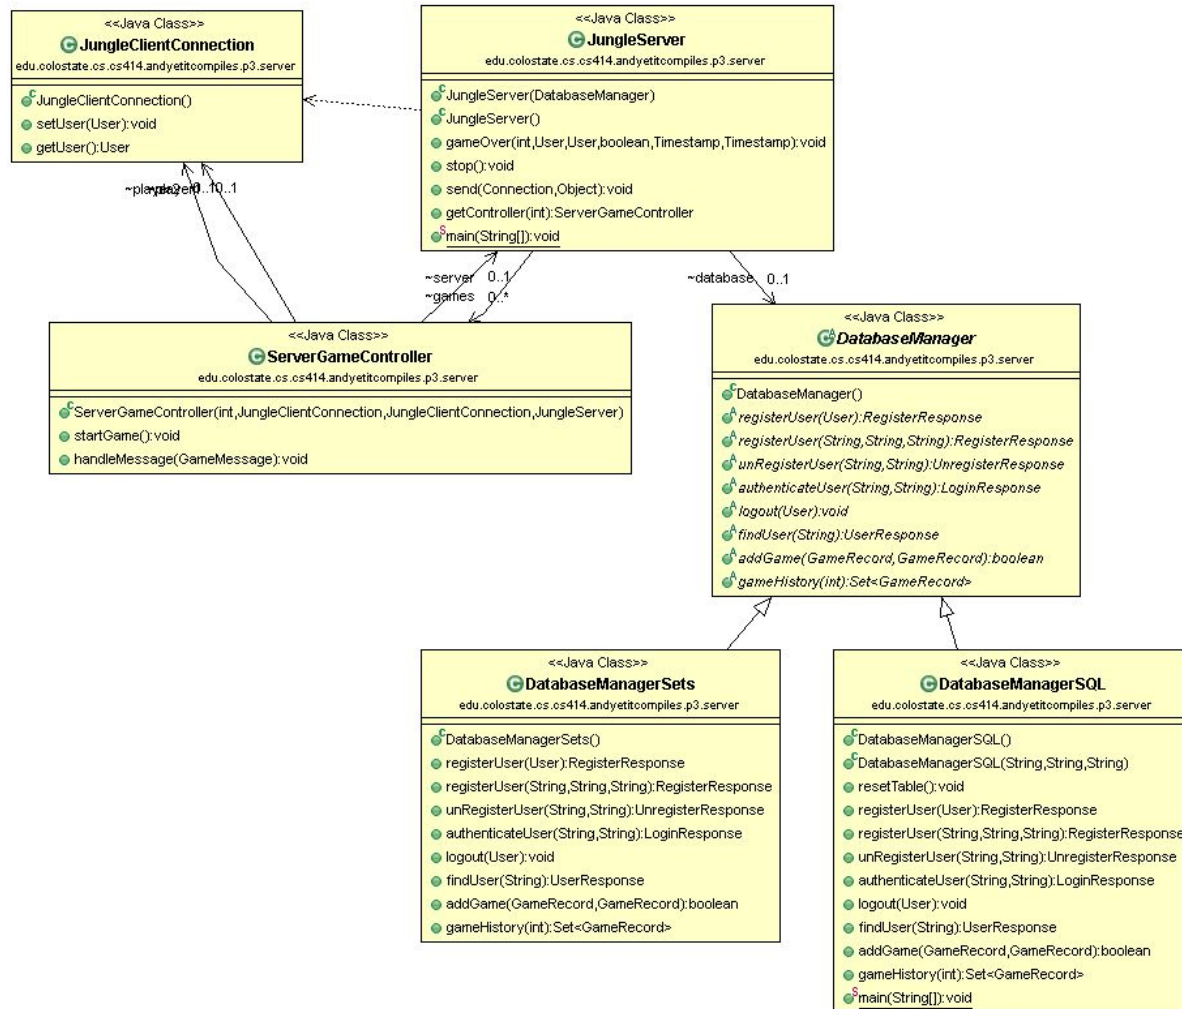 <<Java Class>>
JungleClientConnection
edu.colostate.cs.cs414.andyetitcompiles.p3.server
JungleClientConnection()
setUser(User):void
getUser():User
<<Java Class>>
JungleServer
edu.colostate.cs.cs414.andyetitcompiles.p3.server
JungleServer(DatabaseManager)
JungleServer()
gameOver(int,User,User,boolean,Timestamp,Timestamp):void
stop():void
send(Connection,Object):void
getController(int):ServerGameController
main(String[]):void
0..1
~server 0..1
~games 0..*
~database 0..1
<<Java Class>>
ServerGameController
edu.colostate.cs.cs414.andyetitcompiles.p3.server
ServerGameController(int,JungleClientConnection,JungleClientConnection,JungleServer)
startGame():void
handleMessage(GameMessage):void
<<Java Class>>
DatabaseManager
edu.colostate.cs.cs414.andyetitcompiles.p3.server
DatabaseManager()
registerUser(User):RegisterResponse
registerUser(String,String,String):RegisterResponse
unRegisterUser(String,String):UnregisterResponse
authenticateUser(String,String):LoginResponse
logout(User):void
findUser(String):UserResponse
addGame(GameRecord,GameRecord):boolean
gameHistory(int):Set<GameRecord>
<<Java Class>>
DatabaseManagerSets
edu.colostate.cs.cs414.andyetitcompiles.p3.server
DatabaseManagerSets()
registerUser(User):RegisterResponse
registerUser(String,String,String):RegisterResponse
unRegisterUser(String,String):UnregisterResponse
authenticateUser(String,String):LoginResponse
logout(User):void
findUser(String):UserResponse
addGame(GameRecord,GameRecord):boolean
gameHistory(int):Set<GameRecord>
<<Java Class>>
DatabaseManagerSQL
edu.colostate.cs.cs414.andyetitcompiles.p3.server
DatabaseManagerSQL()
DatabaseManagerSQL(String,String,String)
resetTable():void
registerUser(User):RegisterResponse
registerUser(String,String,String):RegisterResponse
unRegisterUser(String,String):UnregisterResponse
authenticateUser(String,String):LoginResponse
logout(User):void
findUser(String):UserResponse
addGame(GameRecord,GameRecord):boolean
gameHistory(int):Set<GameRecord>
main(String[]):void